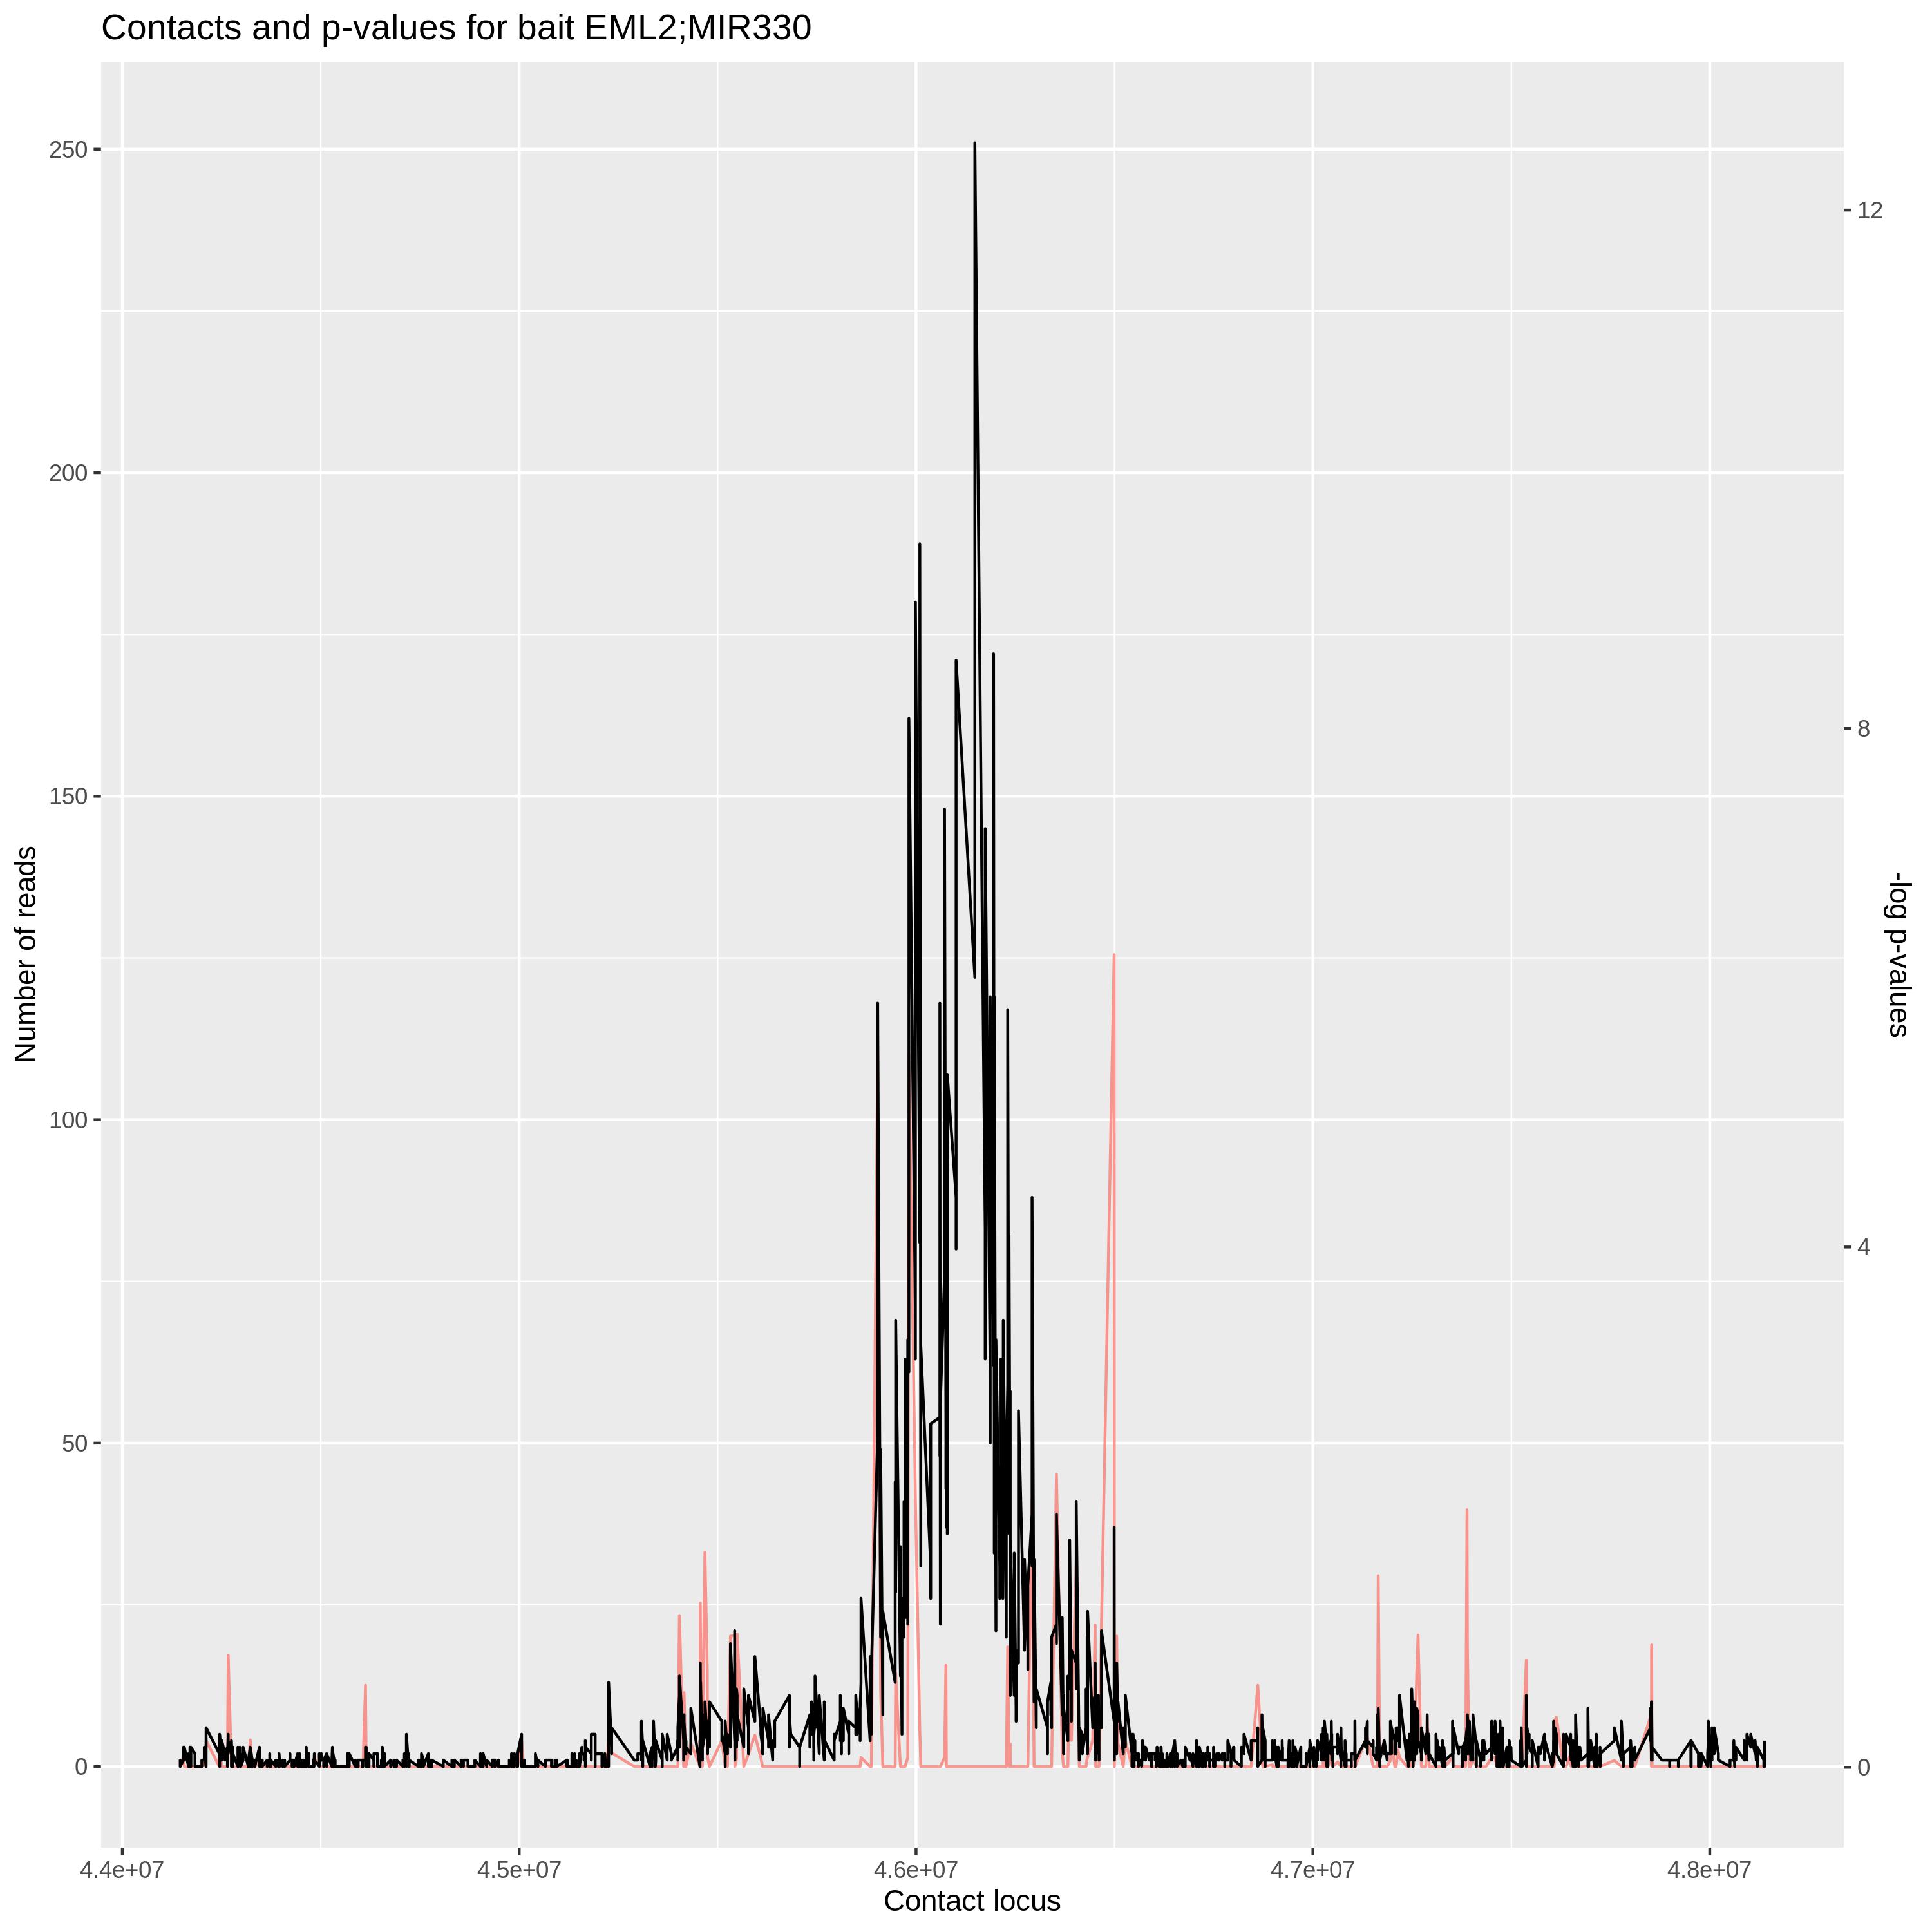 Contacts and p-values for bait EML2;MIR330
250
200
150
100
50
0
Number of reads
12
8
4
0
-log p-values
4.4e+07
4.5e+07
4.6e+07
4.7e+07
4.8e+07
Contact locus